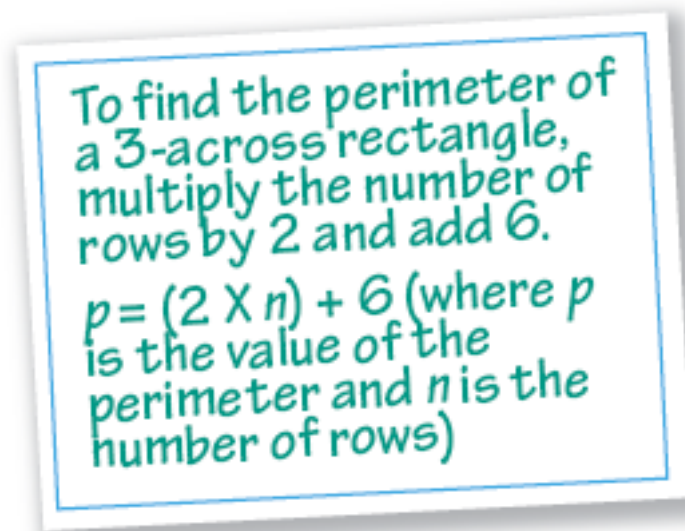 To find the perimeter of
a 3-across rectangle,
multiply the number of
rows by 2 and add 6.
p = (2 X n) + 6 (where p
is the value of the
perimeter and n is the
number of rows)